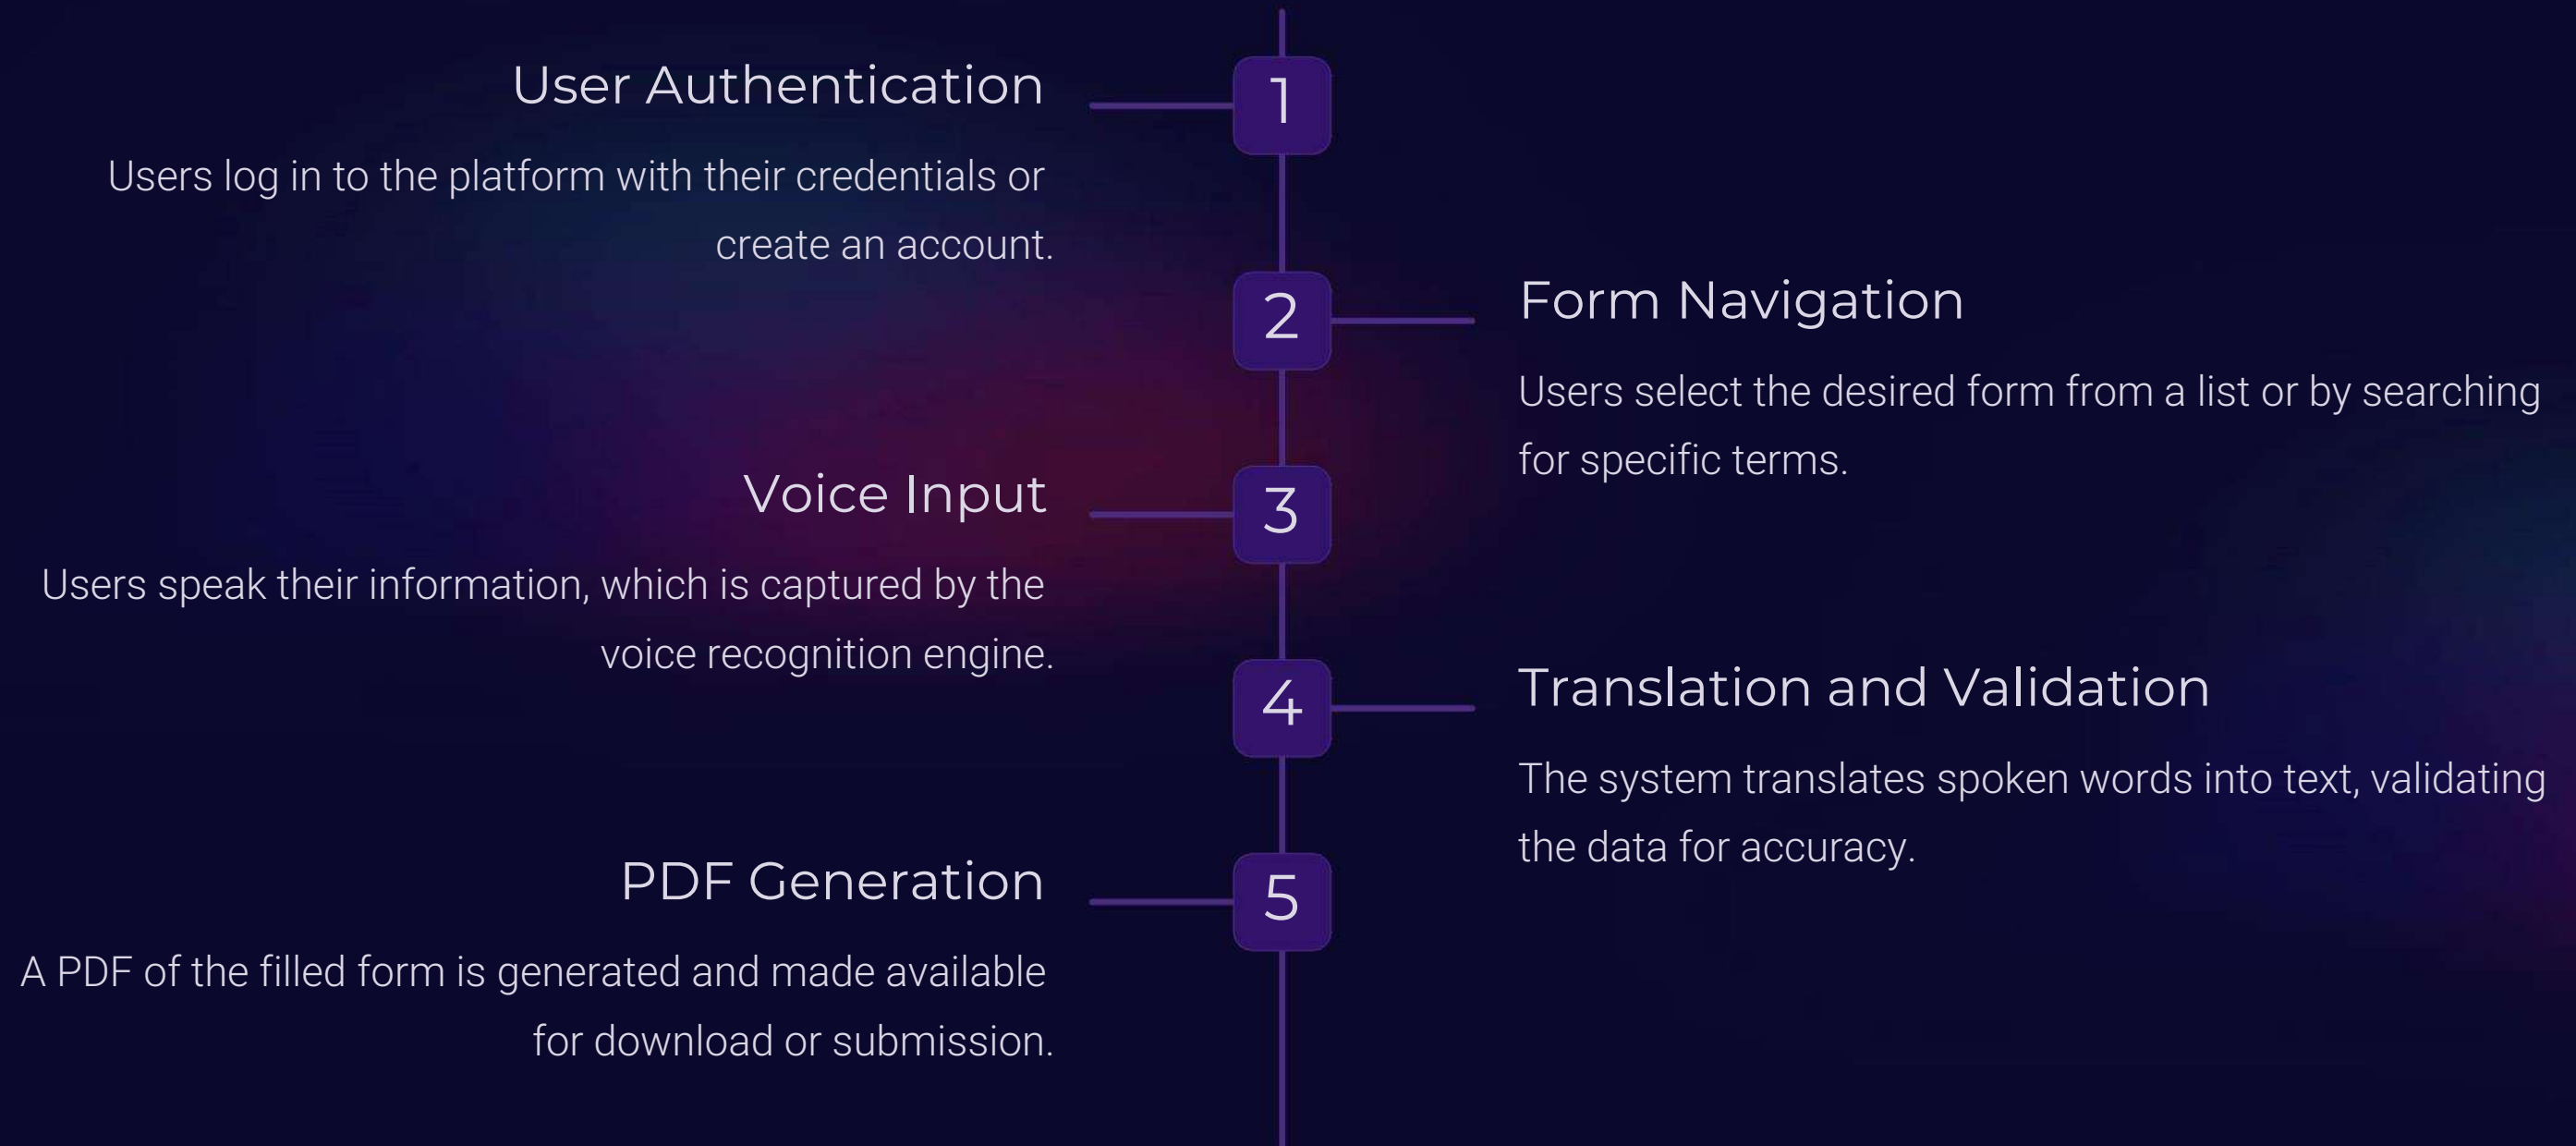 1
User Authentication
Users log in to the platform with their credentials or
create an account.
2
Form Navigation
Users select the desired form from a list or by searching
for specific terms.
3
Voice Input
Users speak their information, which is captured by the
voice recognition engine.
4
Translation and Validation
The system translates spoken words into text, validating
the data for accuracy.
5
PDF Generation
A PDF of the filled form is generated and made available
for download or submission.